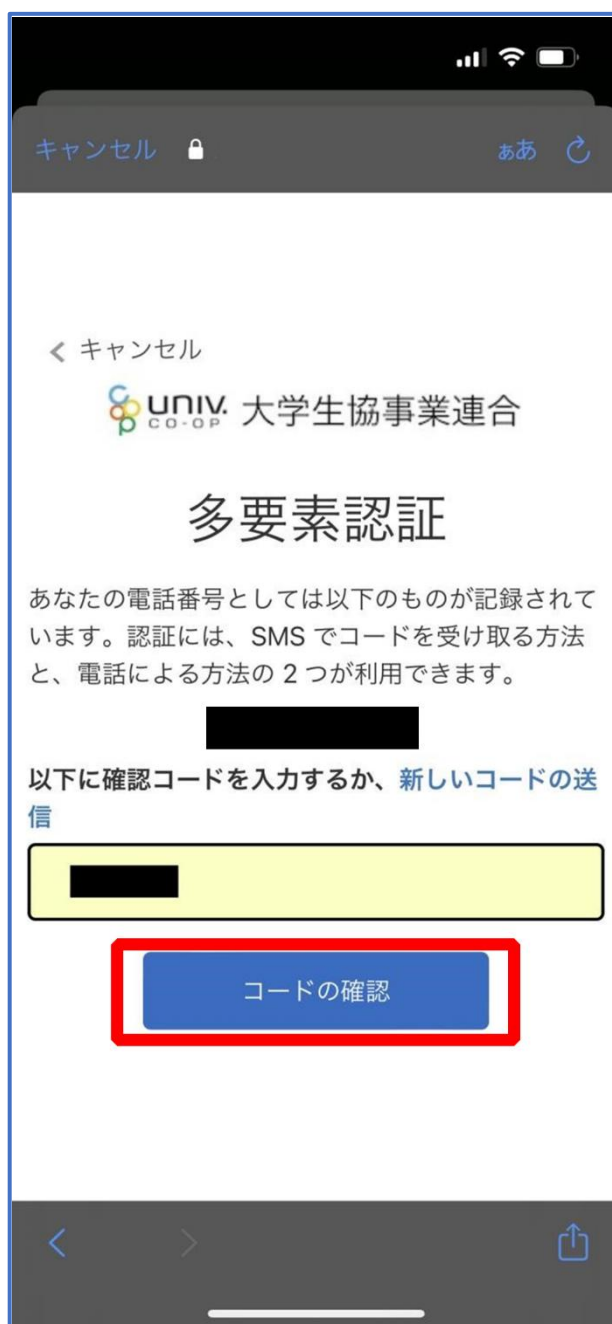 キャンセル
ぁあ
キャンセル
UNIV.
CO-OP
大学生協事業連合
多要素認証
あなたの電話番号としては以下のものが記録されて
います。認証には、SMS でコードを受け取る方法
と、電話による方法の 2 つが利用できます。
以下に確認コードを入力するか、新しいコードの送
信
コードの確認